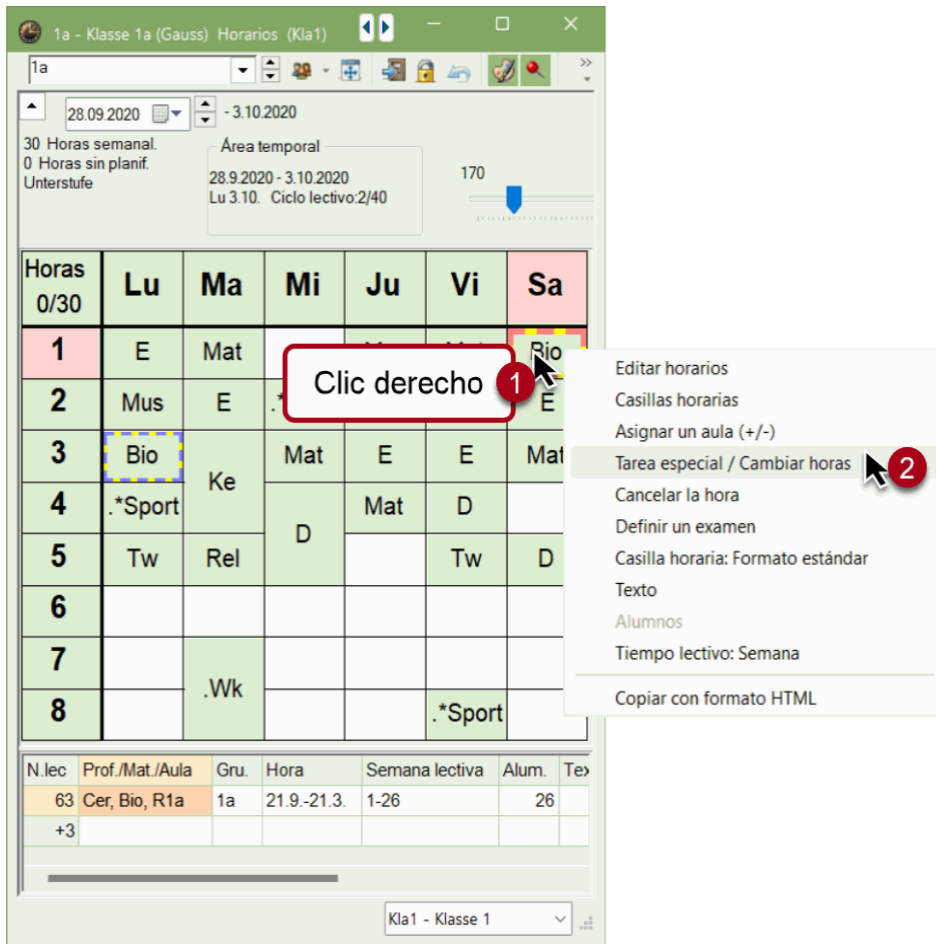 1a - Klasse 1a (Gauss) Horarios (Kla1)
1a
28.09.2020 - 3.10.2020
30 Horas semanal.
0 Horas sin planif.
Unterstufe
Área temporal
28.9.2020 - 3.10.2020
Lu 3.10. Ciclo lectivo:2/40
170
Horas 0/30 Lu Ma Mi Ju Vi Sa
1 E Mat Bio
Clic derecho 1
2 Mus E .* E
3 Bio Ke Mat E E Mat
4 .*Sport D Mat D
5 Tw Rel Tw D
6
7 .Wk
8 .*Sport
Editar horarios
Casillas horarias
Asignar un aula (+/-)
Tarea especial / Cambiar horas 2
Cancelar la hora
Definir un examen
Casilla horaria: Formato estándar
Texto
Alumnos
Tiempo lectivo: Semana
Copiar con formato HTML
N.lec Prof./Mat./Aula Gru. Hora Semana lectiva Alum. Tex
63 Cer, Bio, R1a 1a 21.9.-21.3. 1-26 26
+3
Kla1 - Klasse 1